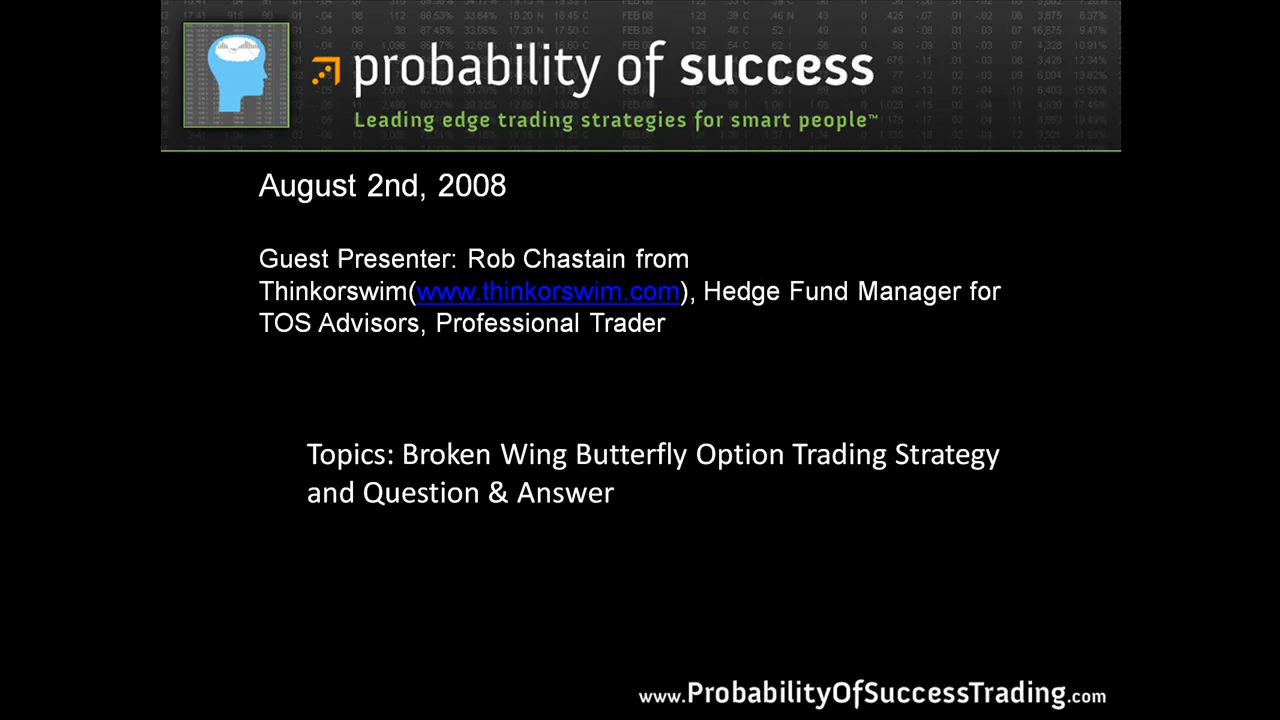 probability of success
Leading edge trading strategies for smart people™
August 2nd, 2008
Guest Presenter: Rob Chastain from
Thinkorswim(www.thinkorswim.com), Hedge Fund Manager for
TOS Advisors, Professional Trader
Topics: Broken Wing Butterfly Option Trading Strategy
and Question & Answer
www.ProbabilityOfSuccessTrading.com